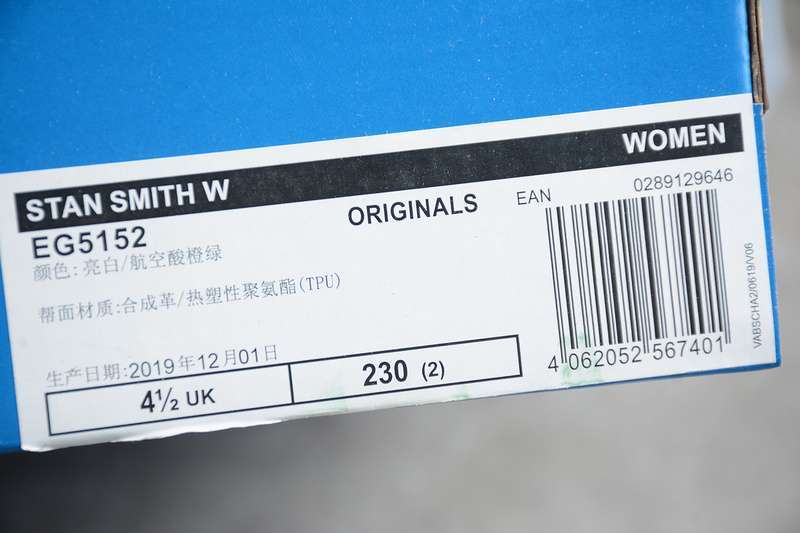 WOMEN
STAN SMITH W
EG5152
ORIGINALS
EAN
0289129646
颜色: 亮白/航空酸橙绿
帮面材质:合成革/热塑性聚氨酯(TPU)
生产日期:2019年12月01日
4½ UK
230 (2)
4 062052 567401
VABSCHA2/0619/V06